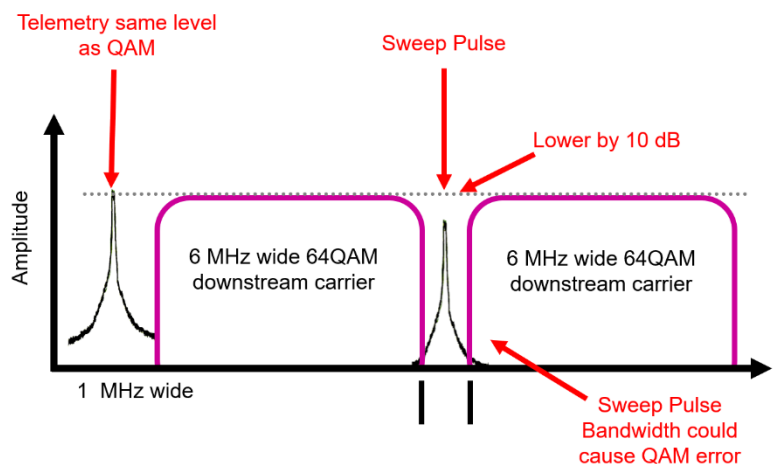 Telemetry same level
as QAM
Sweep Pulse
Lower by 10 dB
Amplitude
6 MHz wide 64QAM
downstream carrier
6 MHz wide 64QAM
downstream carrier
1 MHz wide
Sweep Pulse
Bandwidth could
cause QAM error